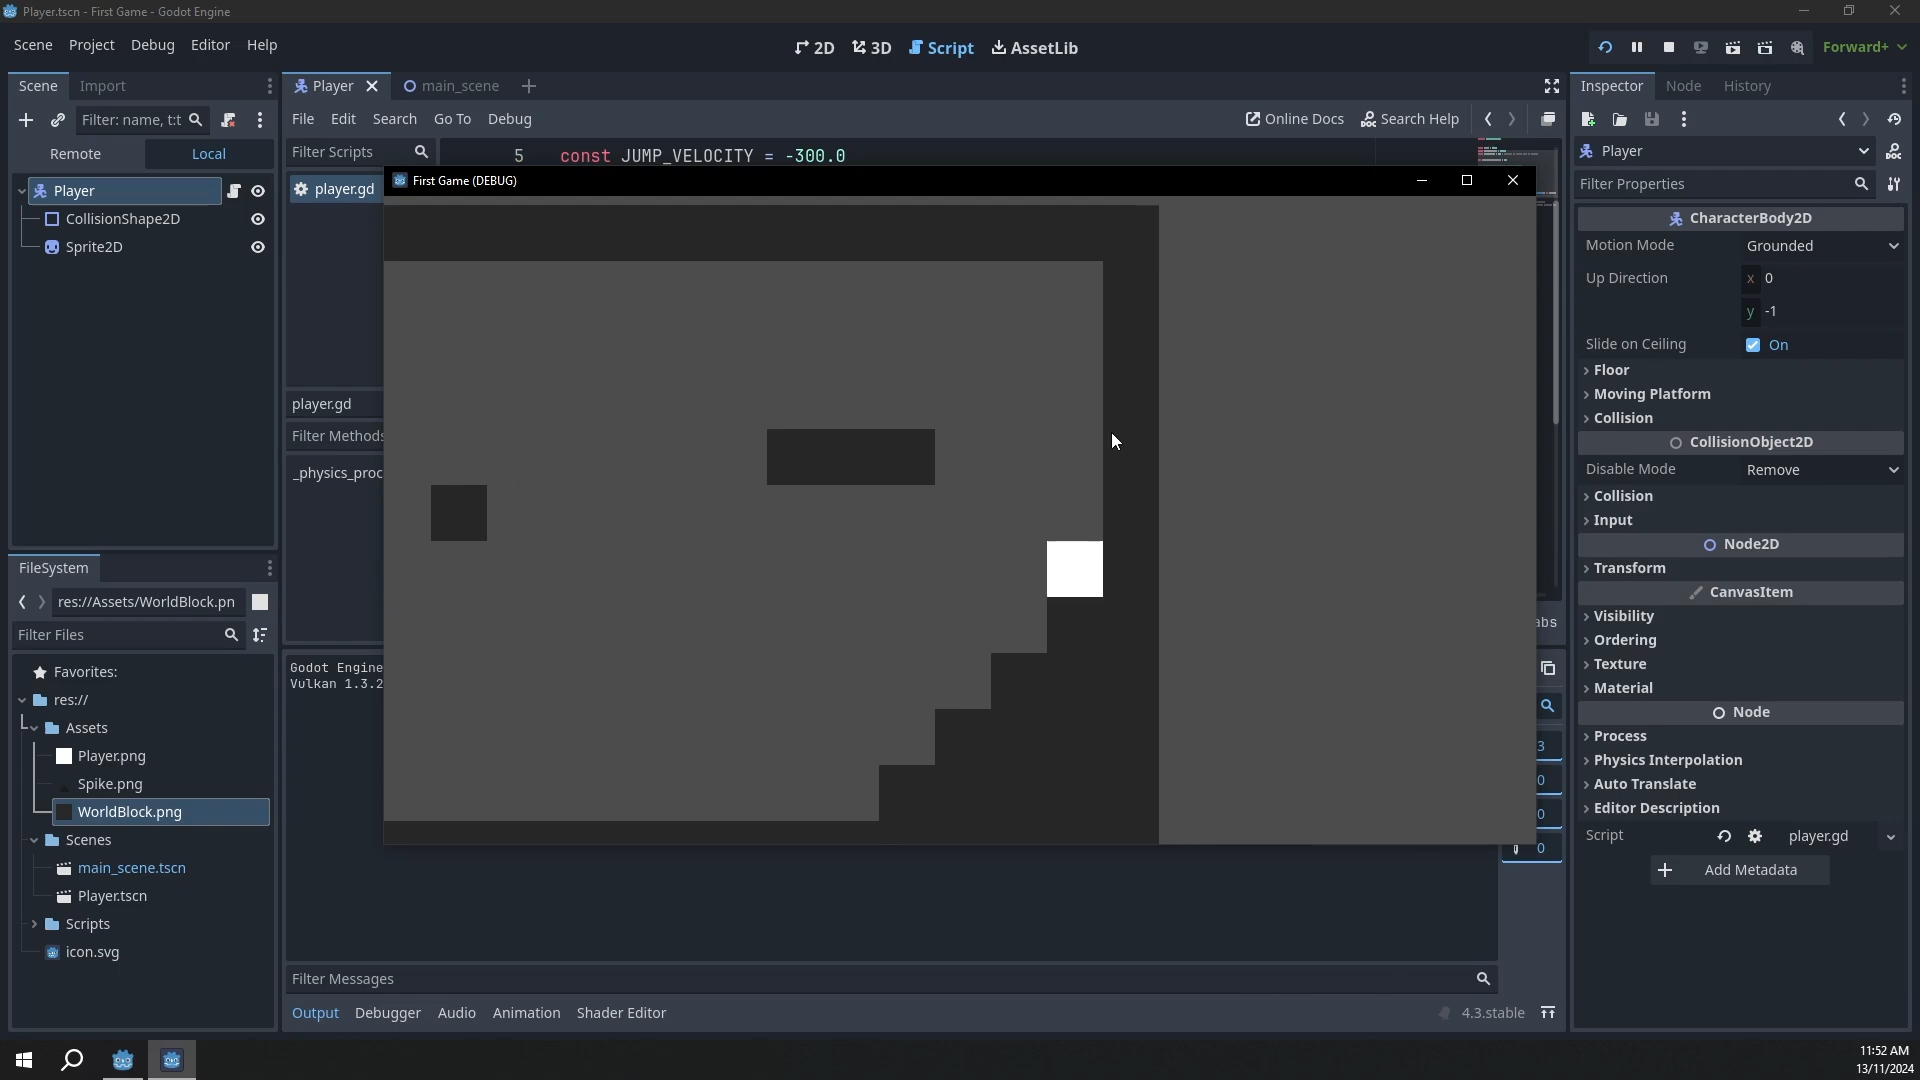 Player.tscn - First Game - Godot Engine
Scene Project Debug Editor Help
2D 3D Script AssetLib
Forward+
Scene Import
Player main_scene
Inspector Node History
Filter: name, t:t
File Edit Search Go To Debug
Online Docs Search Help
Remote Local
Filter Scripts
5 const JUMP_VELOCITY = -300.0
Player
Filter Properties
Player
CollisionShape2D
Sprite2D
player.gd
First Game (DEBUG)
CharacterBody2D
Motion Mode Grounded
Up Direction x 0
y -1
Slide on Ceiling On
Floor
Moving Platform
Collision
CollisionObject2D
Disable Mode Remove
Collision
Input
Node2D
Transform
CanvasItem
Visibility
Ordering
Texture
Material
Node
Process
Physics Interpolation
Auto Translate
Editor Description
Script player.gd
Add Metadata
player.gd
Filter Methods
_physics_proc
FileSystem
res://Assets/WorldBlock.pn
Filter Files
Favorites:
res://
Assets
Player.png
Spike.png
WorldBlock.png
Scenes
main_scene.tscn
Player.tscn
Scripts
icon.svg
Godot Engine
Vulkan 1.3.2
abs
3
0
0
0
Filter Messages
Output Debugger Audio Animation Shader Editor
4.3.stable
11:52 AM
13/11/2024